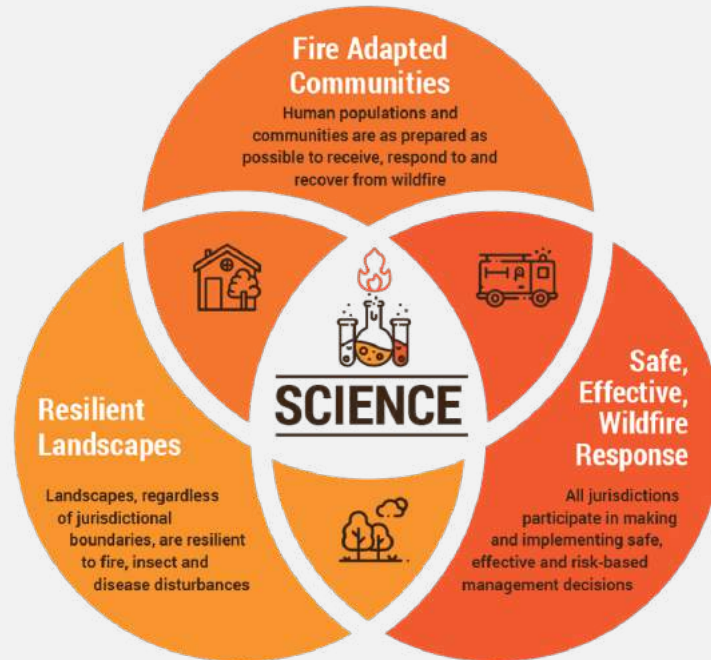 Fire Adapted
Communities
Human populations and
communities are as prepared as
possible to receive, respond to and
recover from wildfire
SCIENCE
Resilient
Landscapes
Landscapes, regardless
of jurisdictional
boundaries, are resilient
to fire, insect and
disease disturbances
Safe,
Effective,
Wildfire
Response
All jurisdictions
participate in making
and implementing safe,
effective and risk-based
management decisions